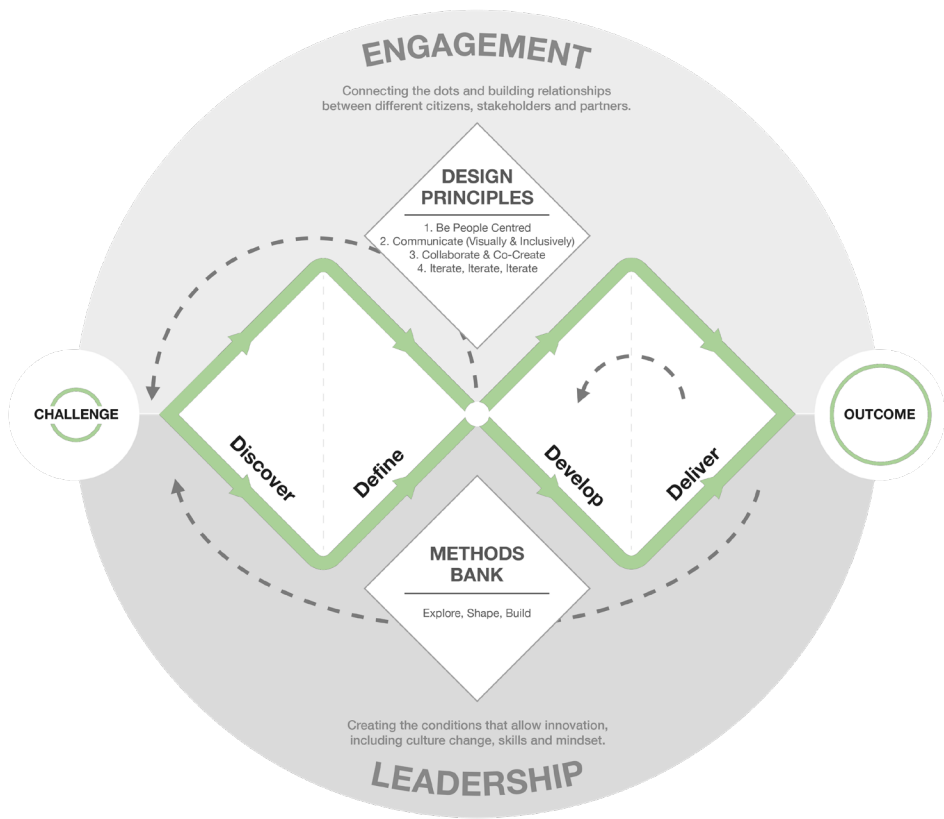 ENGAGEMENT
Connecting the dots and building relationships
between different citizens, stakeholders and partners.
DESIGN
PRINCIPLES
1. Be People Centred
2. Communicate (Visually & Inclusively)
3. Collaborate & Co-Create
4. Iterate, Iterate, Iterate
CHALLENGE
Discover
Define
Develop
Deliver
OUTCOME
METHODS
BANK
Explore, Shape, Build
Creating the conditions that allow innovation,
including culture change, skills and mindset.
LEADERSHIP